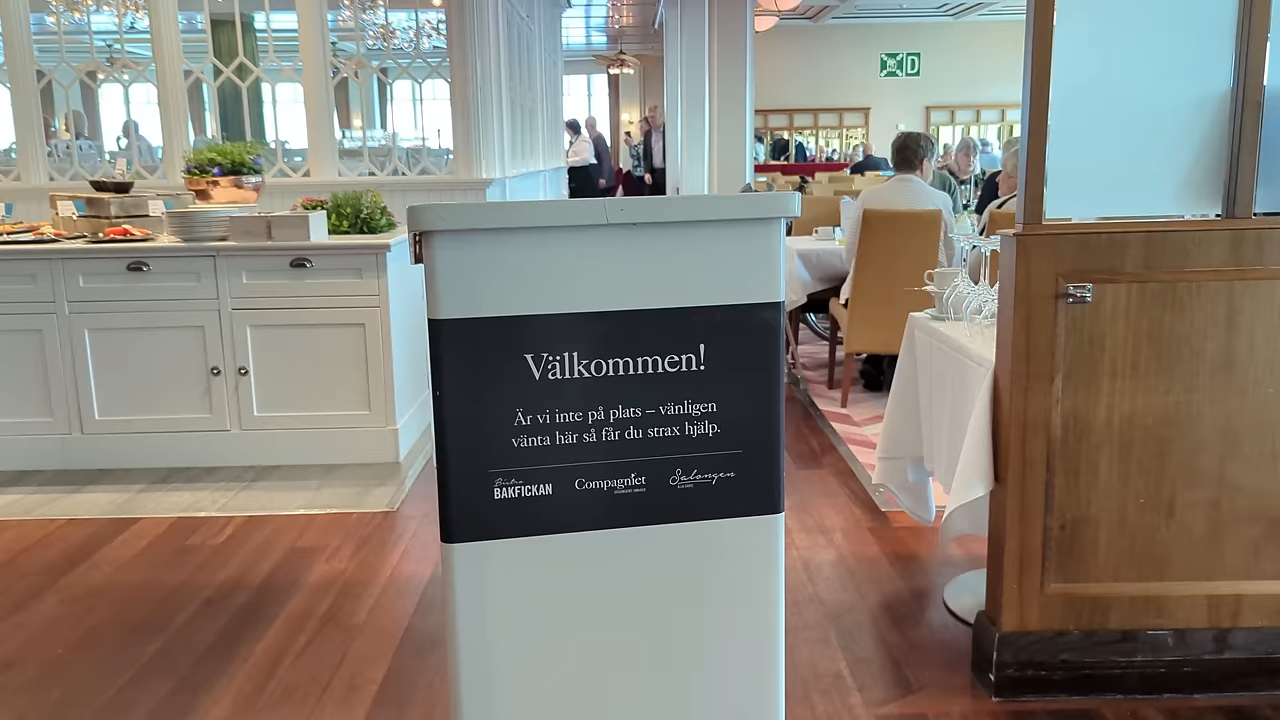 D
Välkommen!
Är vi inte på plats – vänligen
vänta här så får du strax hjälp.
Bistro
BAKFICKAN
Compagniet
Salongen